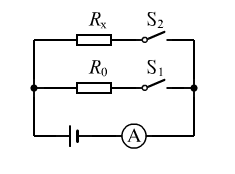 Rₓ S₂
R₀ S₁
A